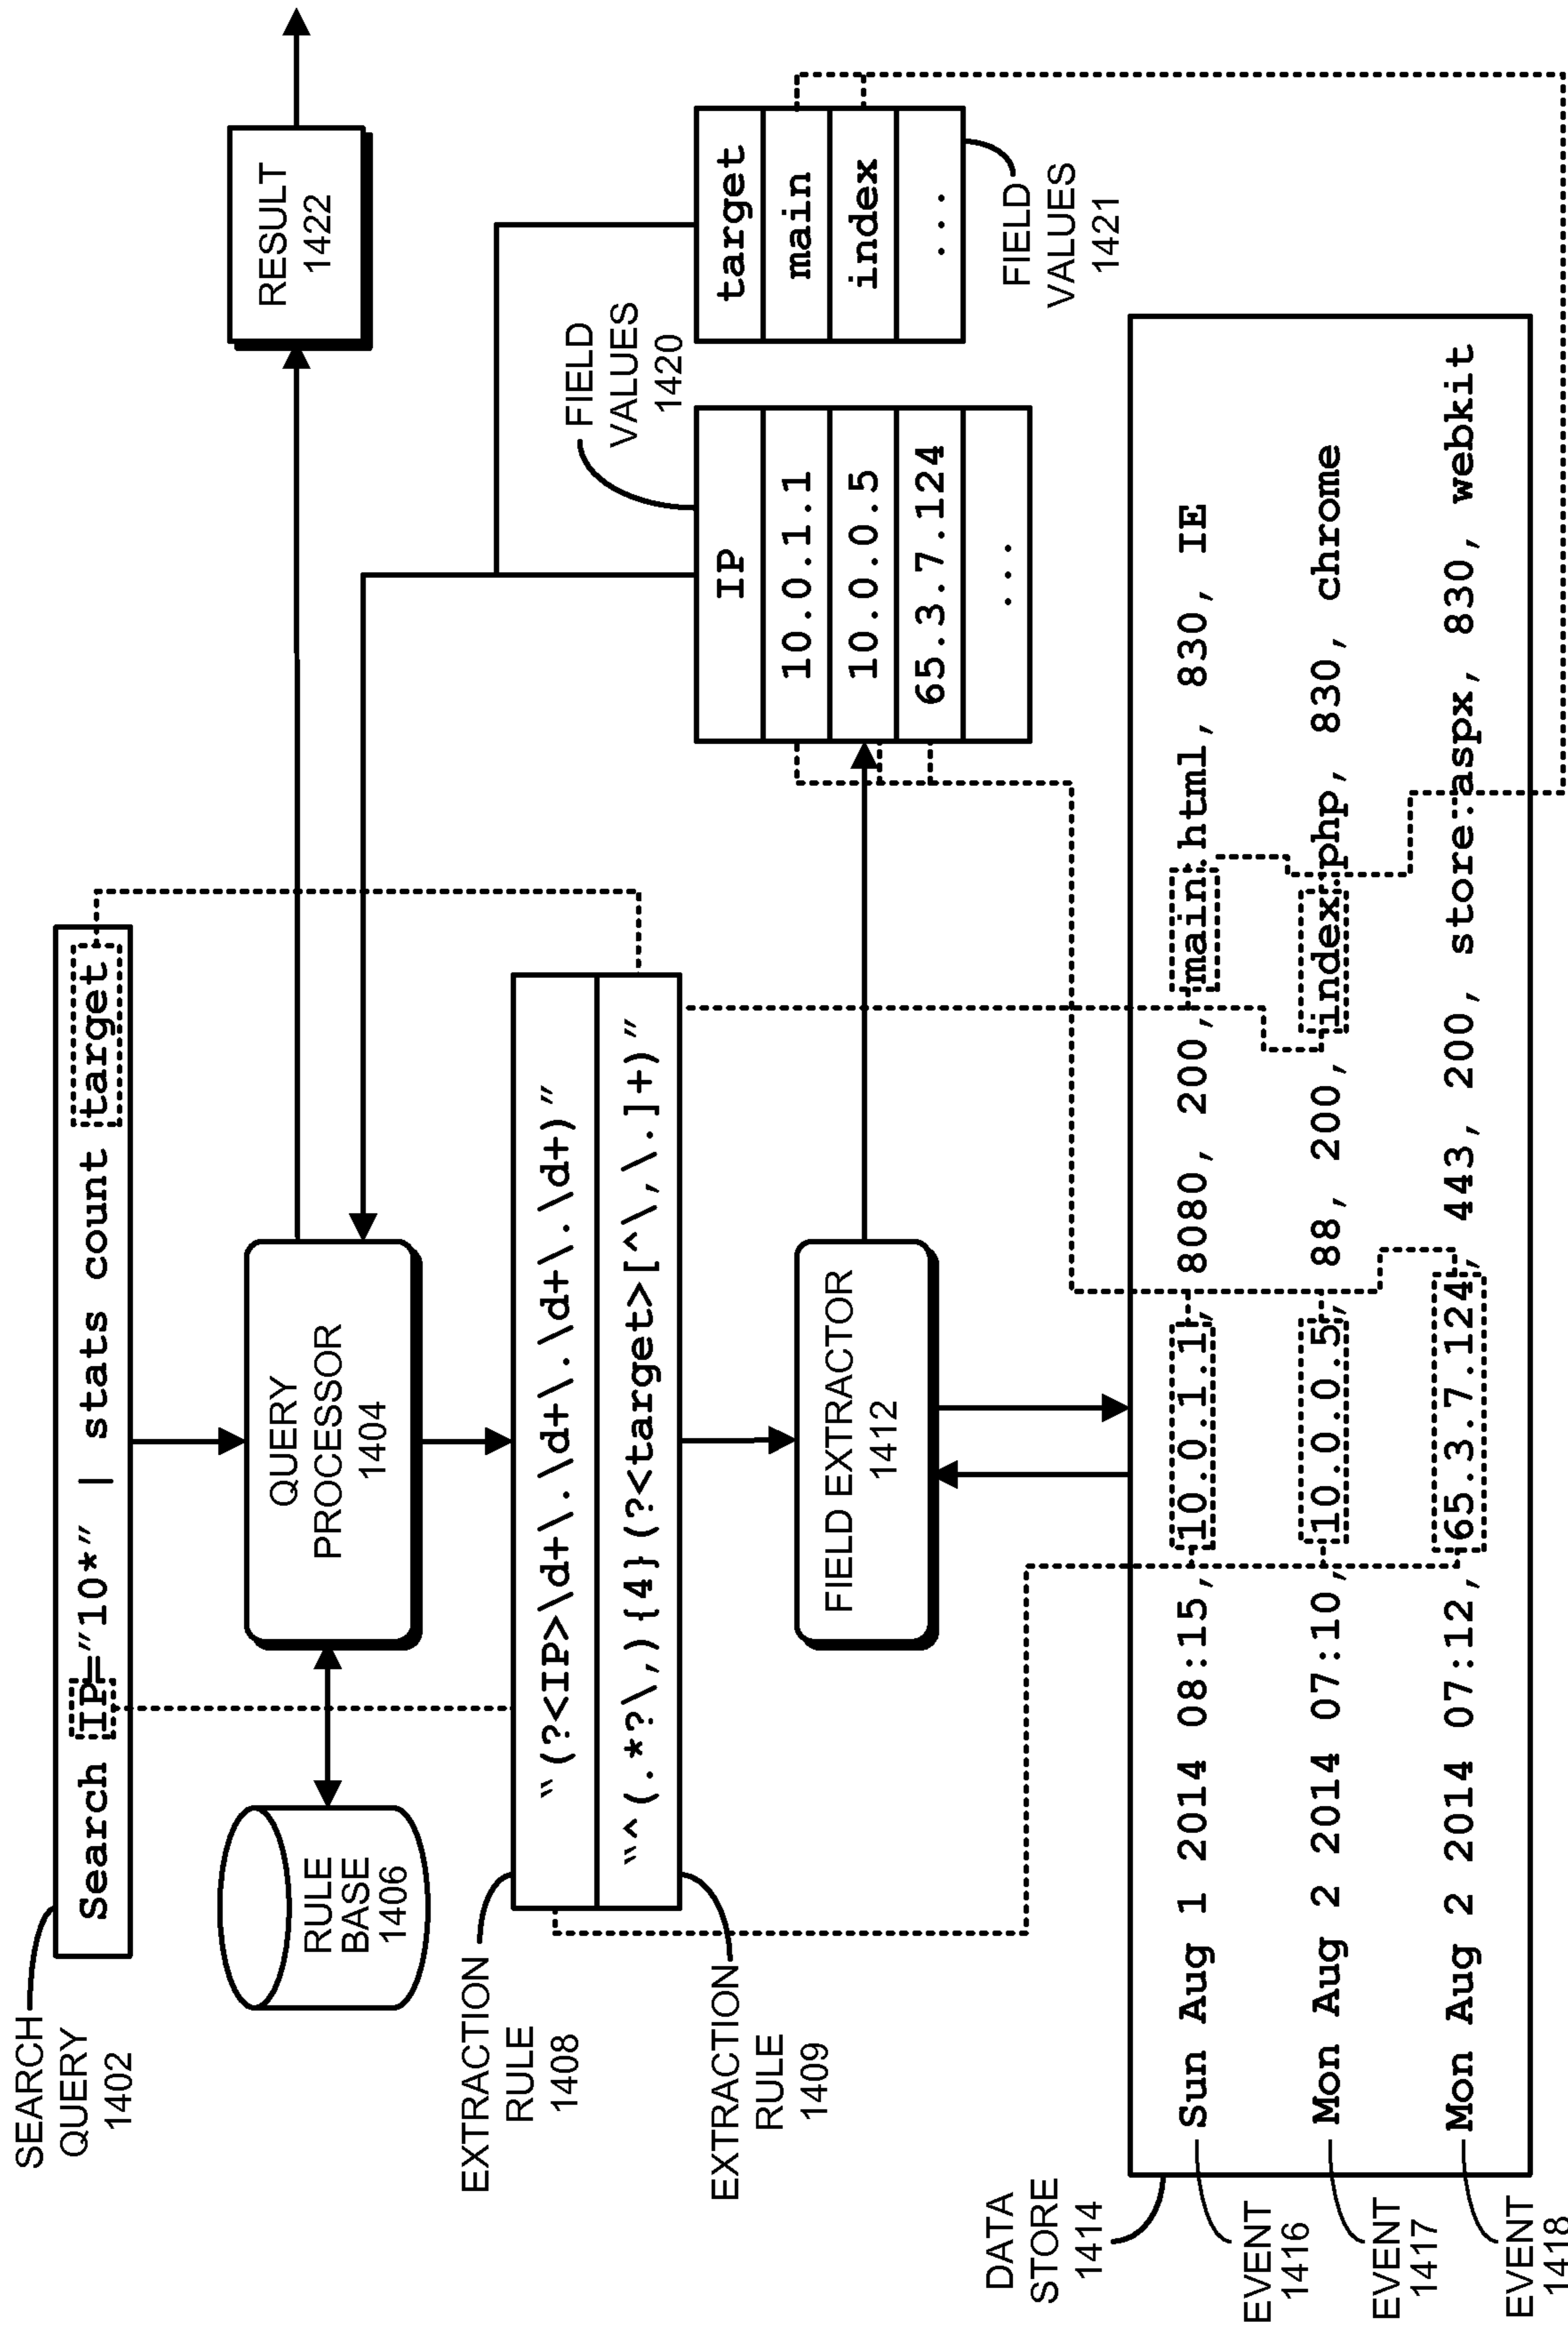 SEARCH
QUERY
1402
Search IP="10*" | stats count target
RULE
BASE
1406
QUERY
PROCESSOR
1404
RESULT
1422
EXTRACTION
RULE
1408
"(?<IP>\d+\.\d+\.\d+\.\d+)"
"^(.*?\,){4}(?<target>[^\,\.]+)"
EXTRACTION
RULE
1409
FIELD EXTRACTOR
1412
FIELD
VALUES
1420
IP
10.0.1.1
10.0.0.5
65.3.7.124
...
target
main
index
...
FIELD
VALUES
1421
DATA
STORE
1414
Sun Aug 1 2014 08:15, 10.0.1.1, 8080, 200, main.html, 830, IE
EVENT
1416
Mon Aug 2 2014 07:10, 10.0.0.5, 88, 200, index.php, 830, chrome
EVENT
1417
Mon Aug 2 2014 07:12, 65.3.7.124, 443, 200, store.aspx, 830, webkit
EVENT
1418